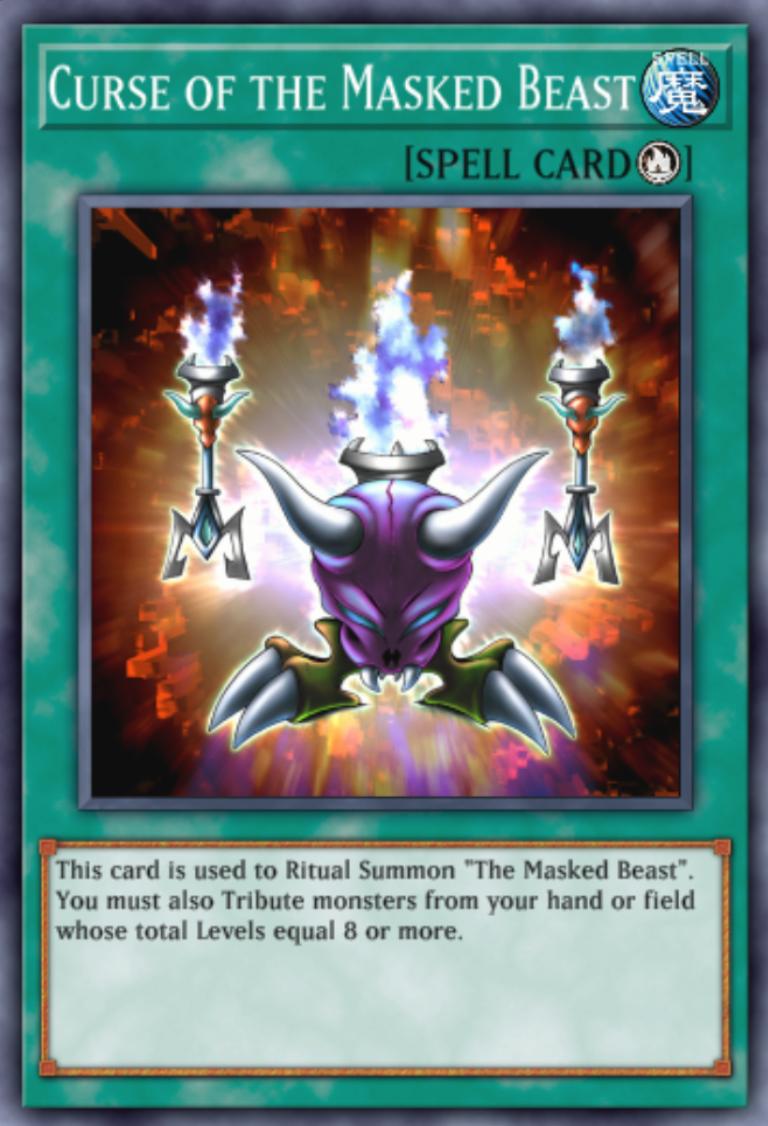 CURSE OF THE MASKED BEAST
SPELL
魔
[SPELL CARD]
This card is used to Ritual Summon "The Masked Beast".
You must also Tribute monsters from your hand or field
whose total Levels equal 8 or more.